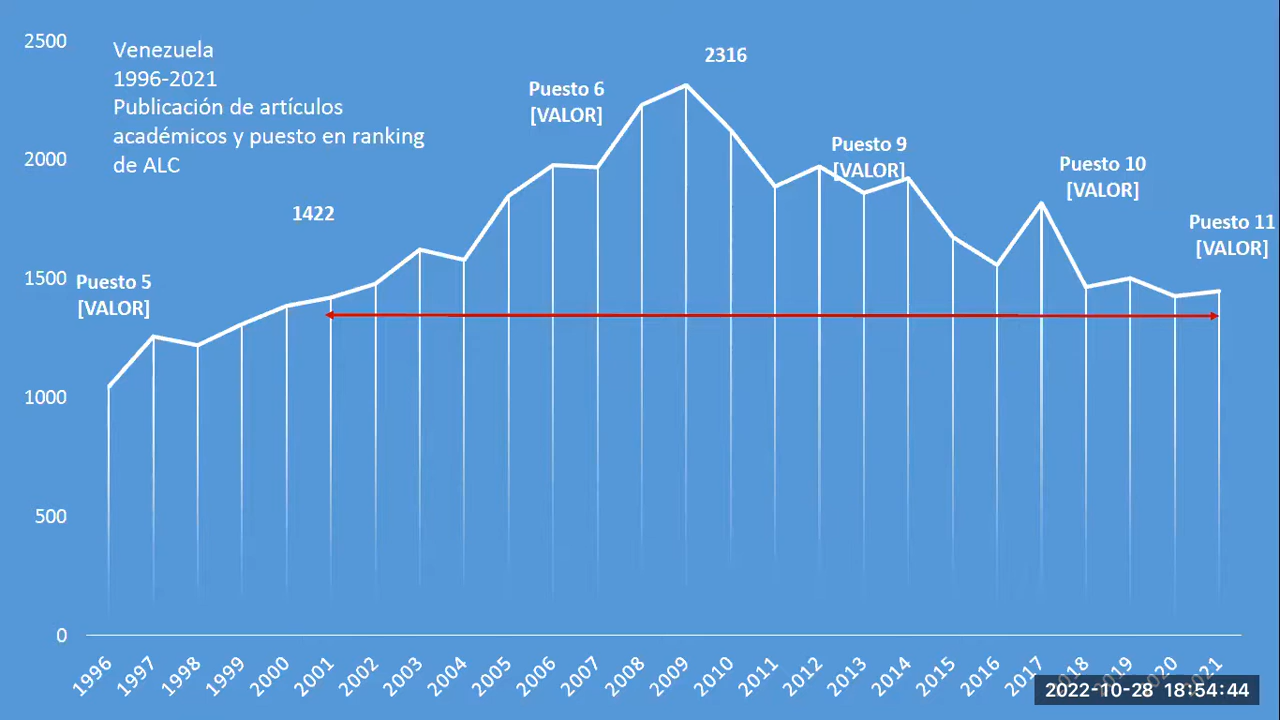 2500
Venezuela
1996-2021
Publicación de artículos
académicos y puesto en ranking
de ALC
2316
Puesto 6
[VALOR]
2000
Puesto 9
[VALOR]
Puesto 10
[VALOR]
1422
Puesto 11
[VALOR]
1500
Puesto 5
[VALOR]
1000
500
0
1996 1997 1998 1999 2000 2001 2002 2003 2004 2005 2006 2007 2008 2009 2010 2011 2012 2013 2014 2015 2016 2017 2018 2019 2020 2021
2022-10-28 18:54:44